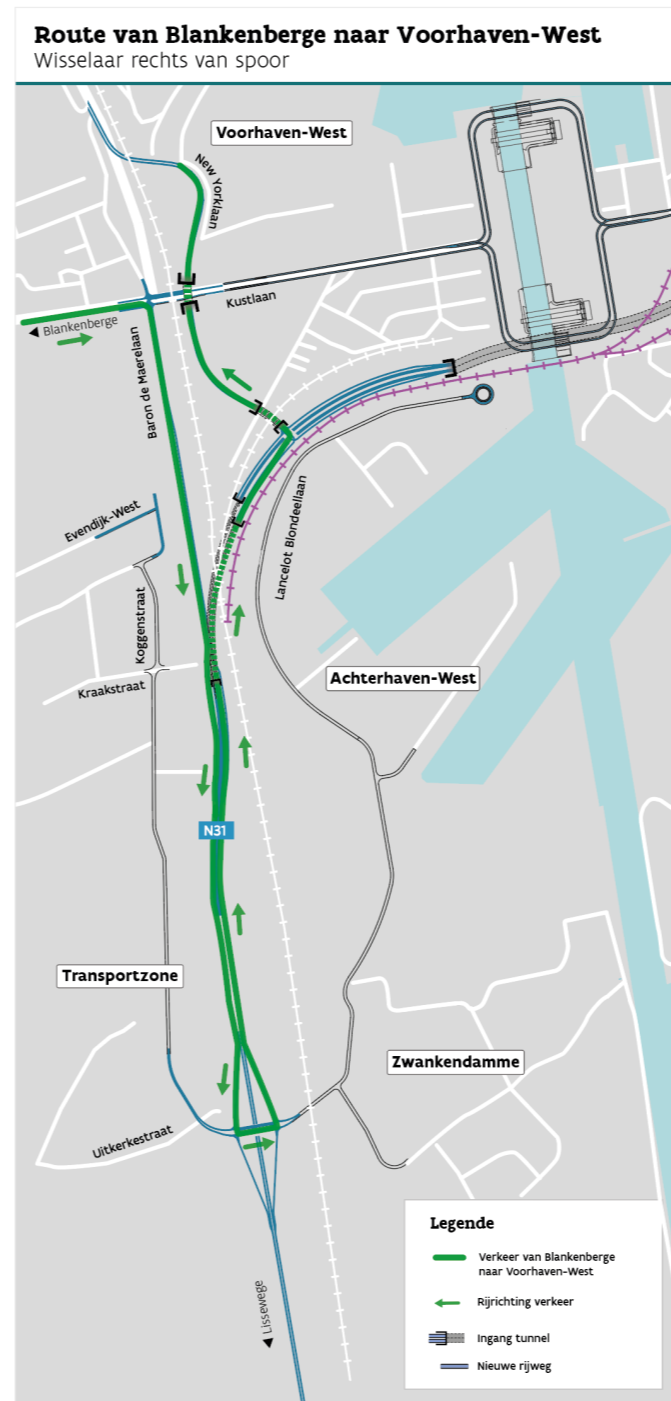 Route van Blankenberge naar Voorhaven-West
Wisselaar rechts van spoor
Voorhaven-West
New Yorklaan
Kustlaan
Blankenberge
Baron de Maerelaan
Evendijk-West
Lancelot Blondeellaan
Koggenstraat
Achterhaven-West
Kraakstraat
N31
Transportzone
Zwankendamme
Uitkerkestraat
Lissewege
Legende
Verkeer van Blankenberge
naar Voorhaven-West
Rijrichting verkeer
Ingang tunnel
Nieuwe rijweg